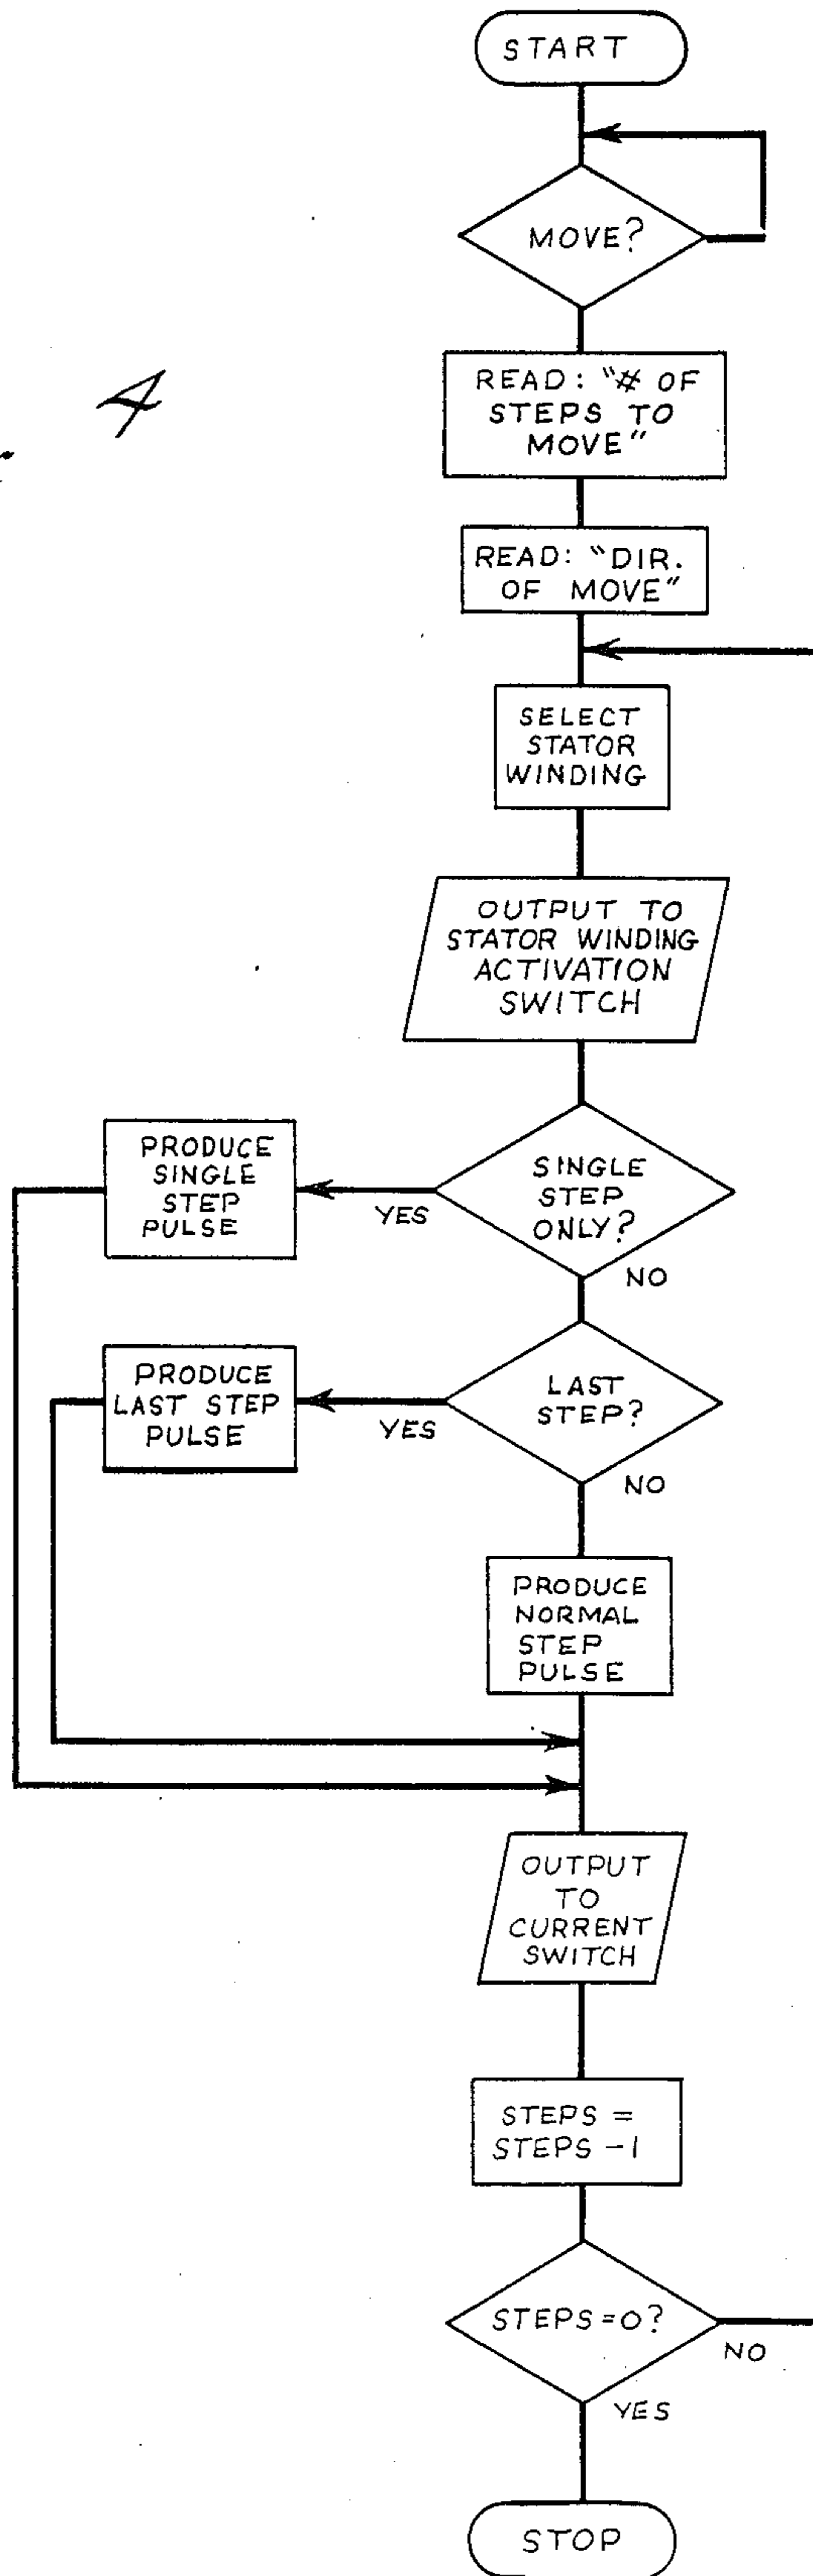 START
MOVE?
4
READ: "# OF
STEPS TO
MOVE"
READ: "DIR.
OF MOVE"
SELECT
STATOR
WINDING
OUTPUT TO
STATOR WINDING
ACTIVATION
SWITCH
SINGLE
STEP
ONLY?
YES
NO
PRODUCE
SINGLE
STEP
PULSE
LAST
STEP?
YES
NO
PRODUCE
LAST STEP
PULSE
PRODUCE
NORMAL
STEP
PULSE
OUTPUT
TO
CURRENT
SWITCH
STEPS =
STEPS -1
STEPS=0?
NO
YES
STOP